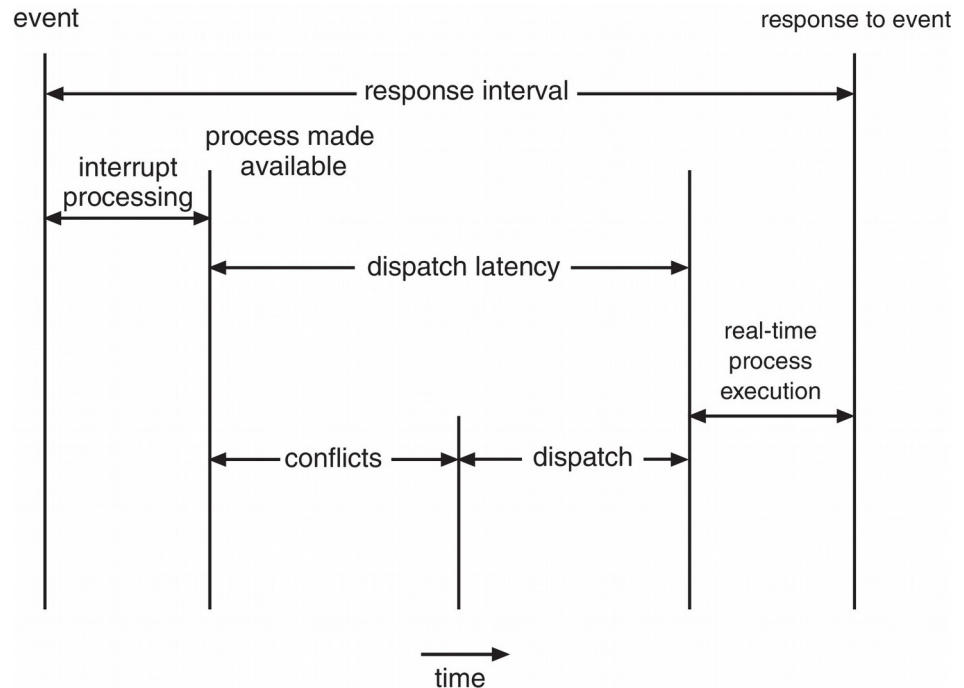 event
response to event
response interval
process made
available
interrupt
processing
dispatch latency
real-time
process
execution
conflicts
dispatch
time